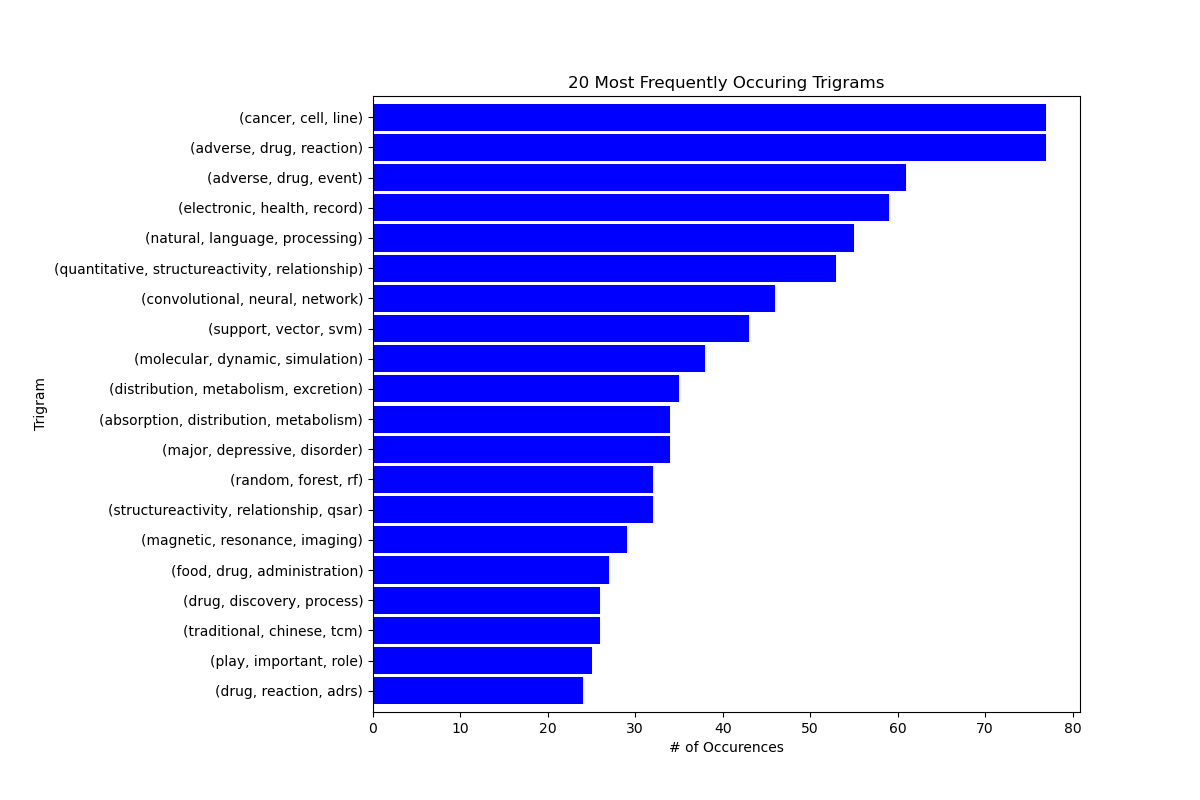 20 Most Frequently Occuring Trigrams
(cancer, cell, line)
(adverse, drug, reaction)
(adverse, drug, event)
(electronic, health, record)
(natural, language, processing)
(quantitative, structureactivity, relationship)
(convolutional, neural, network)
(support, vector, svm)
(molecular, dynamic, simulation)
(distribution, metabolism, excretion)
(absorption, distribution, metabolism)
(major, depressive, disorder)
(random, forest, rf)
(structureactivity, relationship, qsar)
(magnetic, resonance, imaging)
(food, drug, administration)
(drug, discovery, process)
(traditional, chinese, tcm)
(play, important, role)
(drug, reaction, adrs)
Trigram
0 10 20 30 40 50 60 70 80
# of Occurences